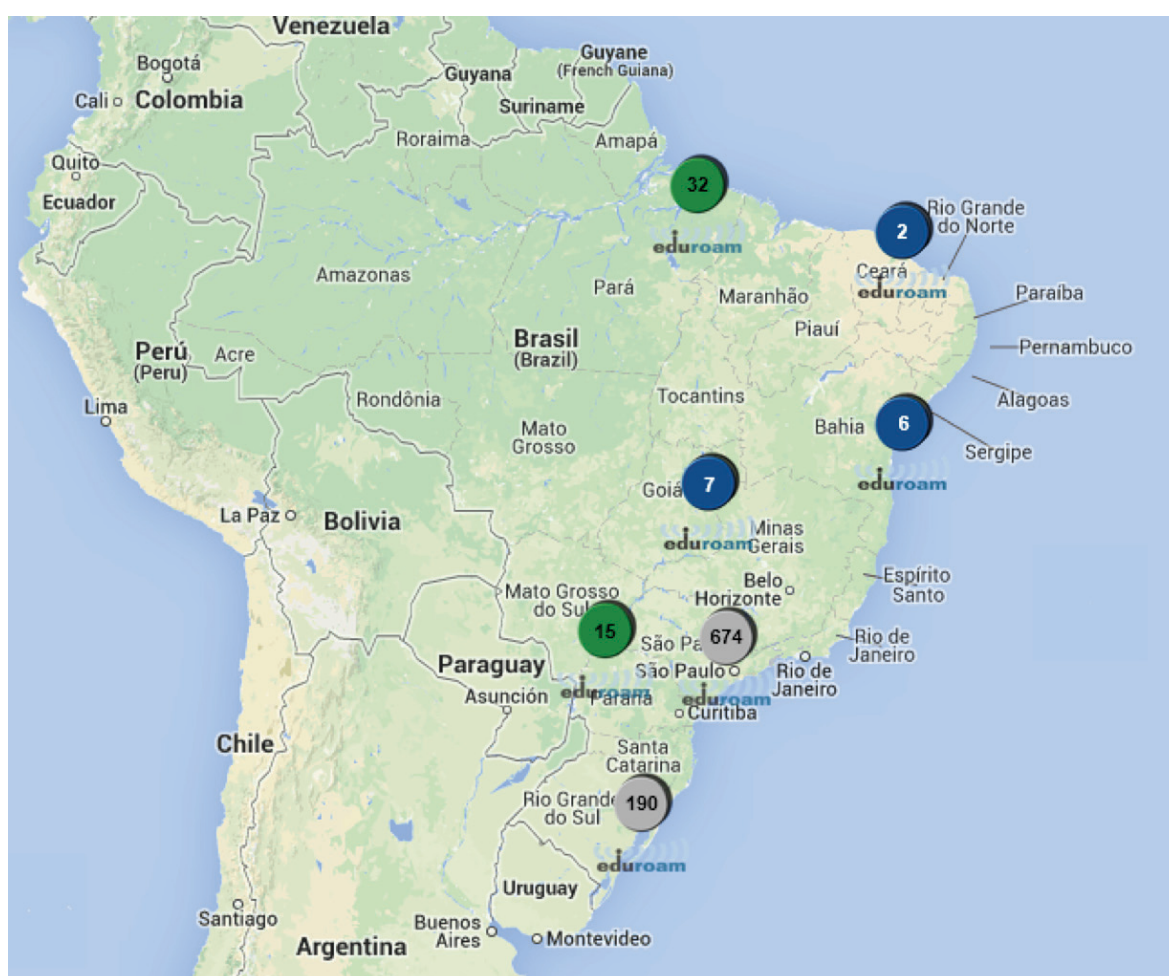 Venezuela
Bogotá
Cali
Colombia
Guyana
Guyane
(French Guiana)
Suriname
Roraima
Amapá
Quito
Ecuador
32
eduroam
2
Rio Grande
do Norte
Ceará
eduroam
Amazonas
Pará
Maranhão
Paraíba
Piauí
Brasil
(Brazil)
Pernambuco
Perú
(Peru)
Acre
Rondônia
Tocantins
Alagoas
Lima
Mato
Grosso
Bahia
6
Sergipe
eduroam
Goiá
7
La Paz
Bolivia
eduroam
Minas
Gerais
Espírito
Santo
Belo
Horizonte
Mato Grosso
do Sul
15
674
São Pa
São Paulo
Rio de
Janeiro
Rio de
Janeiro
Paraguay
Asunción
eduroam
Paraná
eduroam
Curitiba
Chile
Santa
Catarina
Rio Grande
do Sul
190
eduroam
Uruguay
Santiago
Buenos
Aires
Montevideo
Argentina